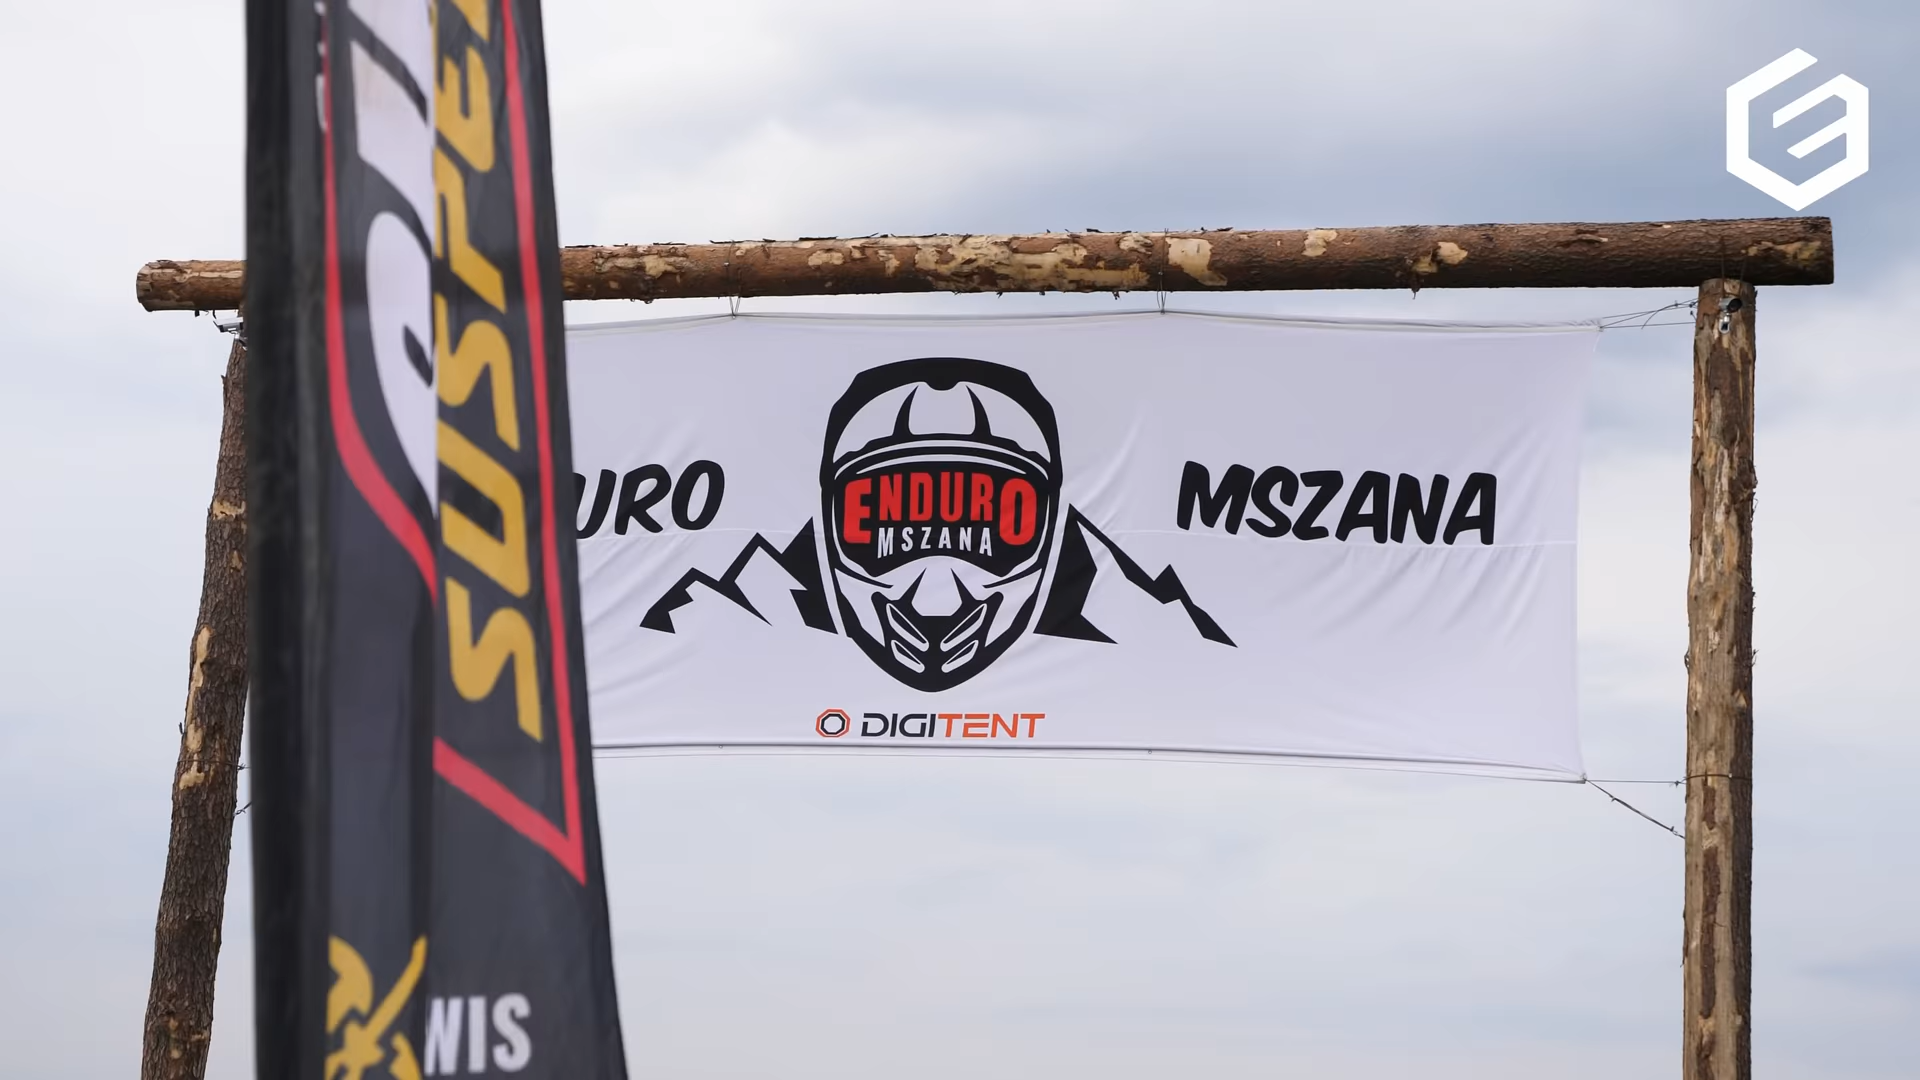 URO
MSZANA
ENDURO
MSZANA
DIGITENT
SUSPE
WIS